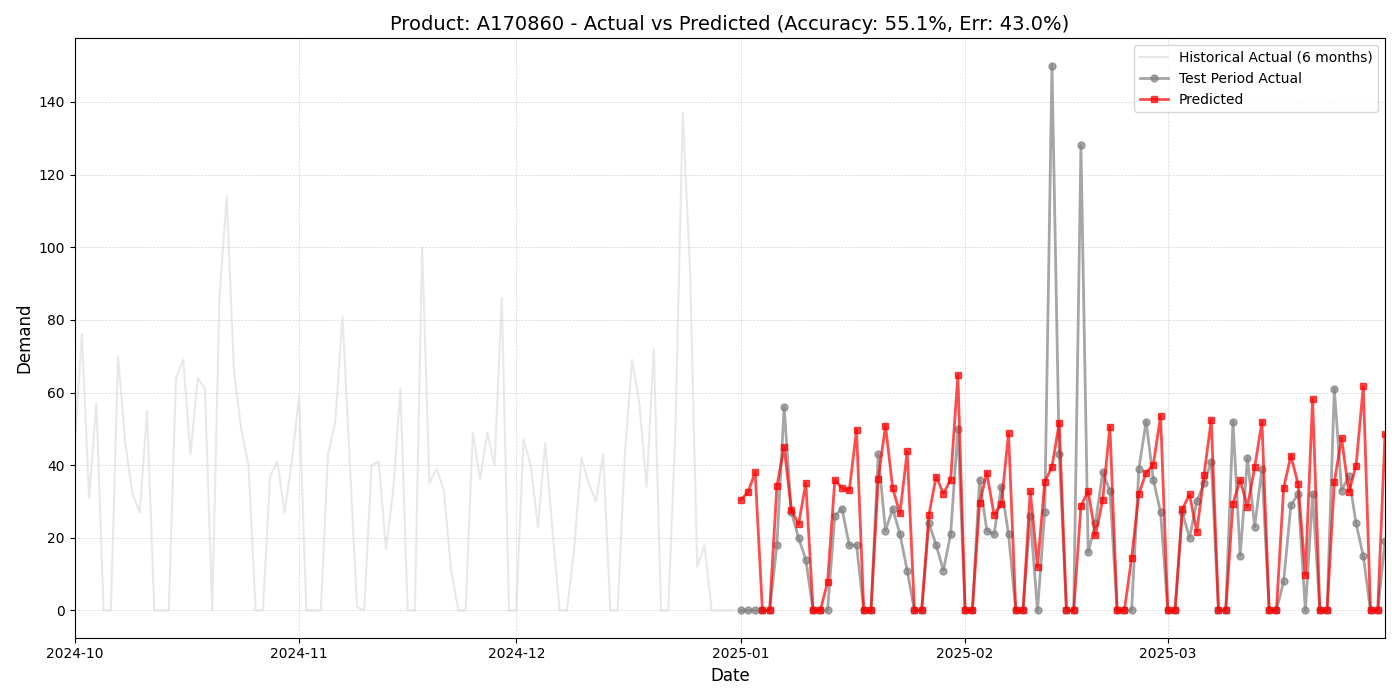 Product: A170860 - Actual vs Predicted (Accuracy: 55.1%, Err: 43.0%)
Historical Actual (6 months)
Test Period Actual
Predicted
Demand
140
120
100
80
60
40
20
0
2024-10
2024-11
2024-12
2025-01
2025-02
2025-03
Date